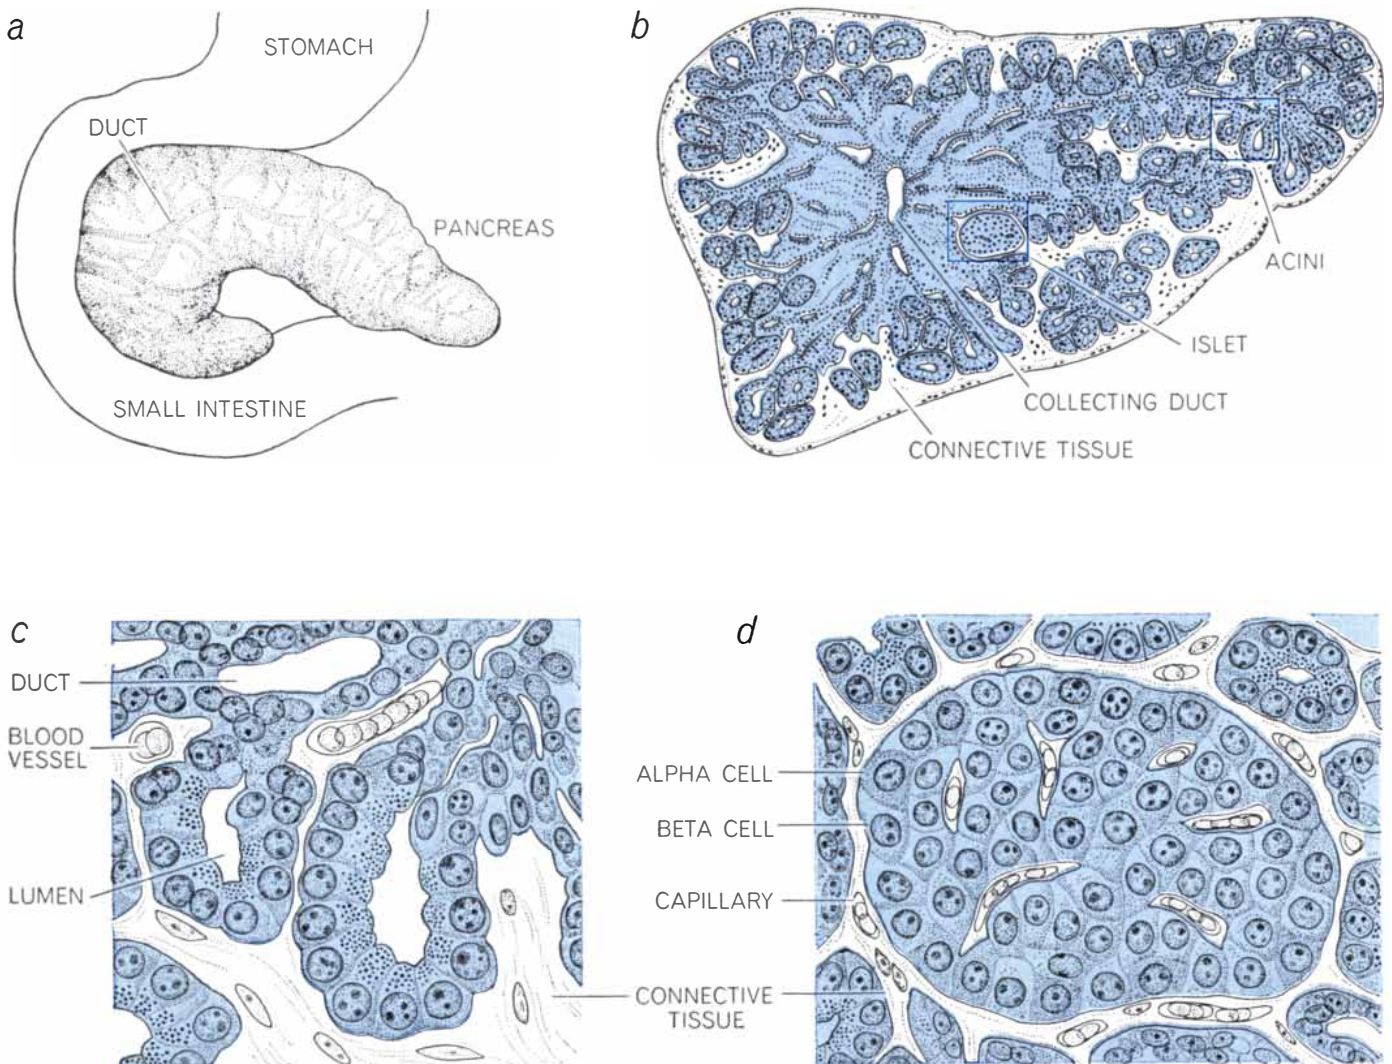 a
STOMACH
DUCT
PANCREAS
SMALL INTESTINE
b
ACINI
ISLET
COLLECTING DUCT
CONNECTIVE TISSUE
c
DUCT
BLOOD
VESSEL
LUMEN
CONNECTIVE
TISSUE
d
ALPHA CELL
BETA CELL
CAPILLARY